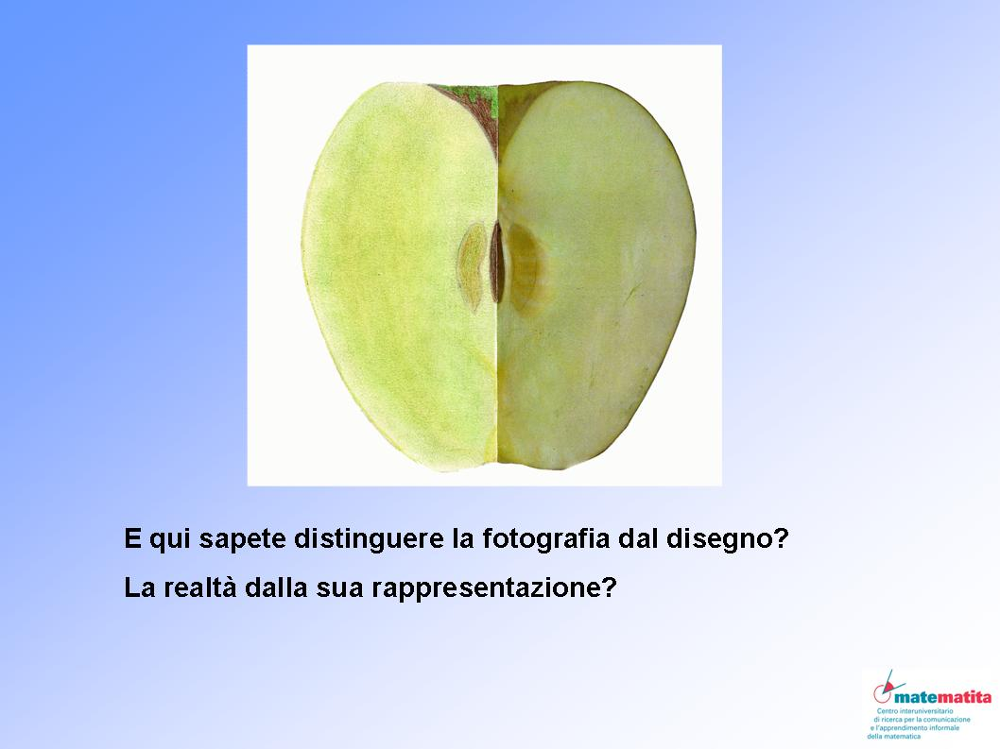 E qui sapete distinguere la fotografia dal disegno?
La realtà dalla sua rappresentazione?
matematita
Centro interuniversitario
di ricerca per la comunicazione
e l'apprendimento informale
della matematica